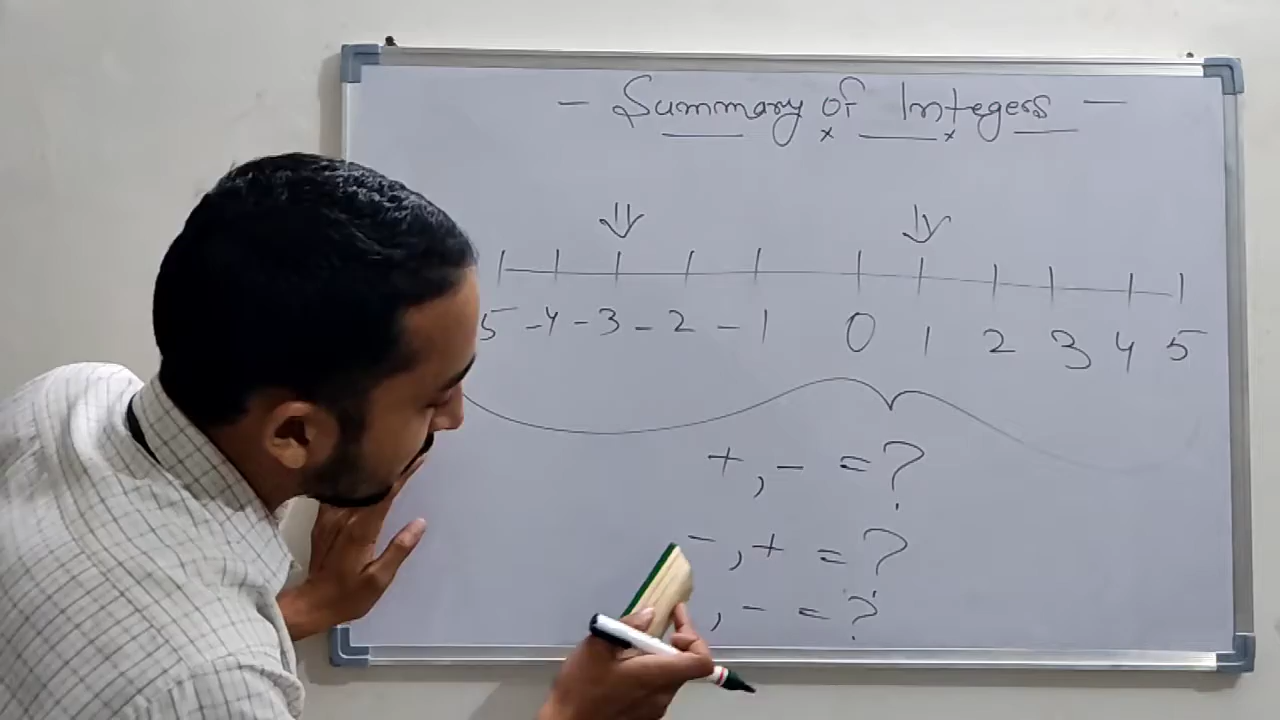 - Summary of Integers -
5 -4 -3 -2 -1 0 1 2 3 4 5
+, - = ?
-, + = ?
, - = ?